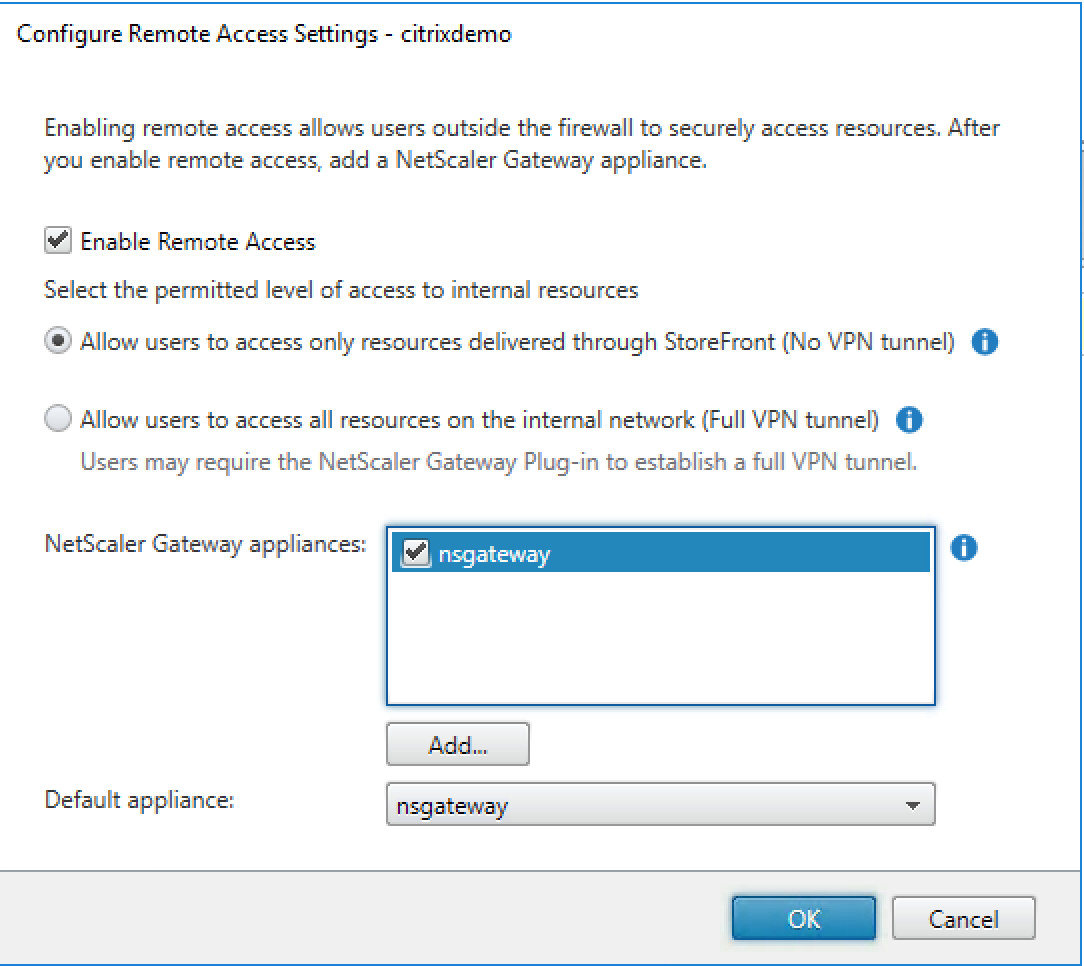 Configure Remote Access Settings - citrixdemo
Enabling remote access allows users outside the firewall to securely access resources. After
you enable remote access, add a NetScaler Gateway appliance.
Enable Remote Access
Select the permitted level of access to internal resources
Allow users to access only resources delivered through StoreFront (No VPN tunnel)
Allow users to access all resources on the internal network (Full VPN tunnel)
Users may require the NetScaler Gateway Plug-in to establish a full VPN tunnel.
NetScaler Gateway appliances:
nsgateway
Add...
Default appliance:
nsgateway
OK
Cancel